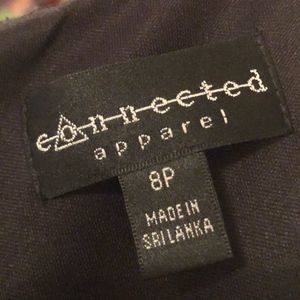 connected
apparel
8P
MADE IN
SRI LANKA